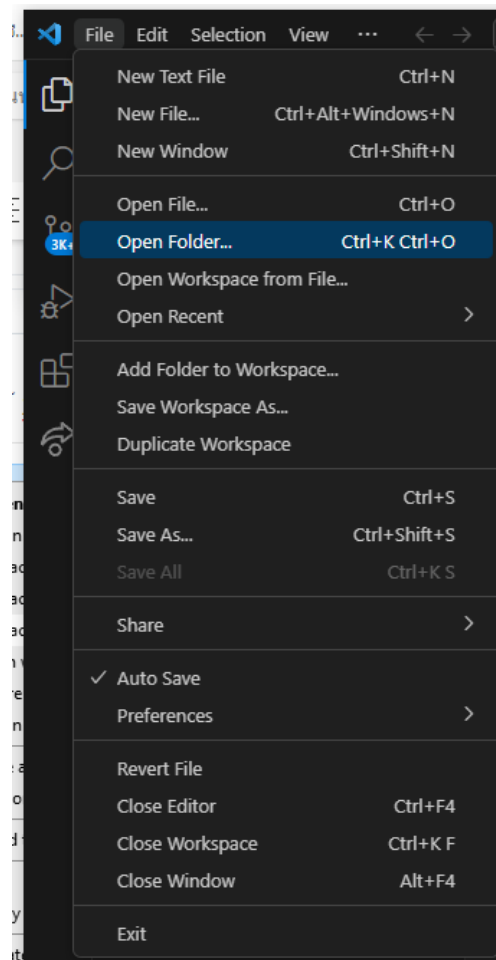 File Edit Selection View ...
New Text File Ctrl+N
New File... Ctrl+Alt+Windows+N
New Window Ctrl+Shift+N
Open File... Ctrl+O
Open Folder... Ctrl+K Ctrl+O
Open Workspace from File...
Open Recent
Add Folder to Workspace...
Save Workspace As...
Duplicate Workspace
Save Ctrl+S
Save As... Ctrl+Shift+S
Save All Ctrl+K S
Share
Auto Save
Preferences
Revert File
Close Editor Ctrl+F4
Close Workspace Ctrl+K F
Close Window Alt+F4
Exit
3K+